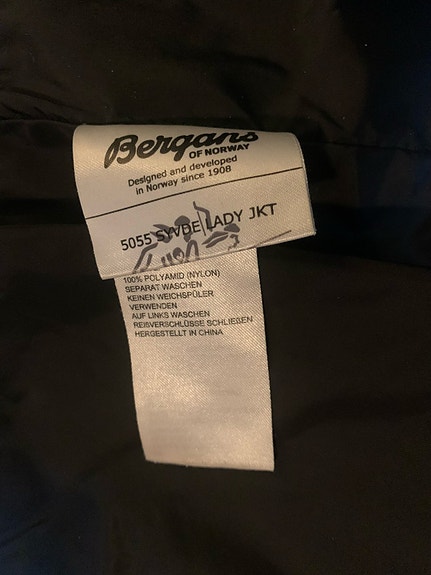 Bergans
OF NORWAY
Designed and developed
in Norway since 1908
5055 SYVDE LADY JKT
100% POLYAMID (NYLON)
SEPARAT WASCHEN
KEINEN WEICHSPÜLER
VERWENDEN
AUF LINKS WASCHEN
REIßVERSCHLÜSSE SCHLIEßEN
HERGESTELLT IN CHINA